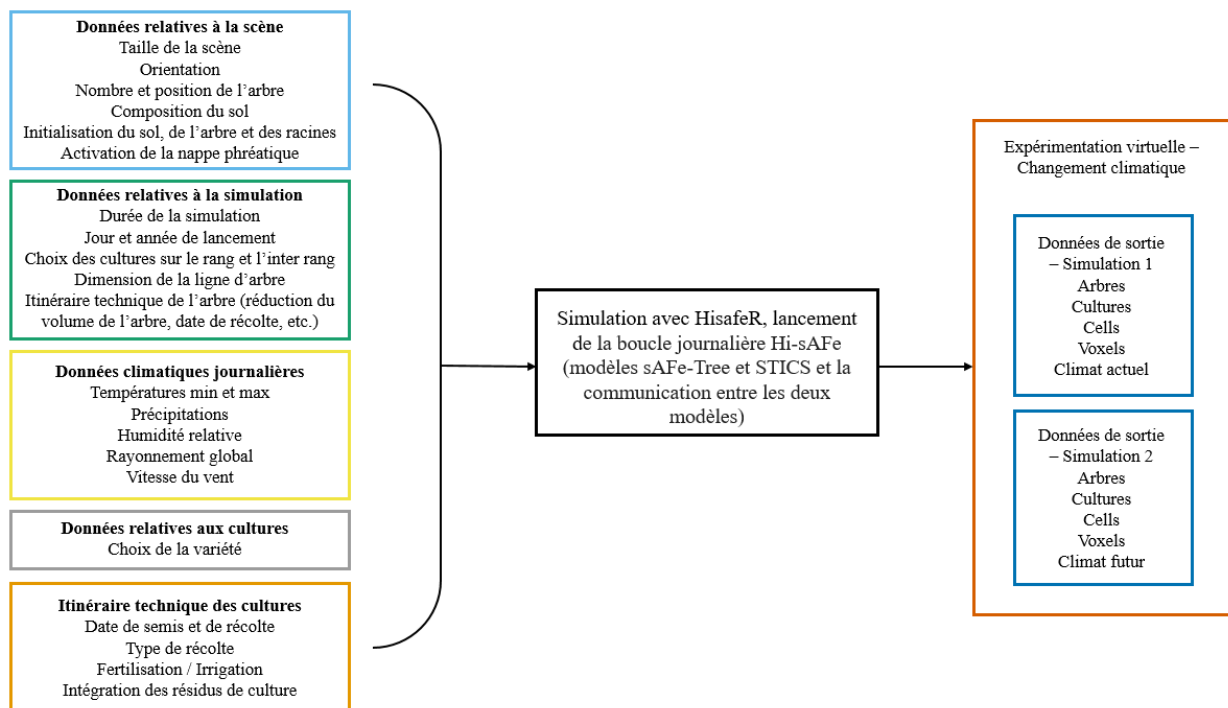 Données relatives à la scène
Taille de la scène
Orientation
Nombre et position de l’arbre
Composition du sol
Initialisation du sol, de l’arbre et des racines
Activation de la nappe phréatique
Données relatives à la simulation
Durée de la simulation
Jour et année de lancement
Choix des cultures sur le rang et l’inter rang
Dimension de la ligne d’arbre
Itinéraire technique de l’arbre (réduction du
volume de l’arbre, date de récolte, etc.)
Données climatiques journalières
Températures min et max
Précipitations
Humidité relative
Rayonnement global
Vitesse du vent
Données relatives aux cultures
Choix de la variété
Itinéraire technique des cultures
Date de semis et de récolte
Type de récolte
Fertilisation / Irrigation
Intégration des résidus de culture
Simulation avec HisafeR, lancement
de la boucle journalière Hi-sAFe
(modèles sAFe-Tree et STICS et la
communication entre les deux
modèles)
Expérimentation virtuelle –
Changement climatique
Données de sortie
– Simulation 1
Arbres
Cultures
Cells
Voxels
Climat actuel
Données de sortie
– Simulation 2
Arbres
Cultures
Cells
Voxels
Climat futur